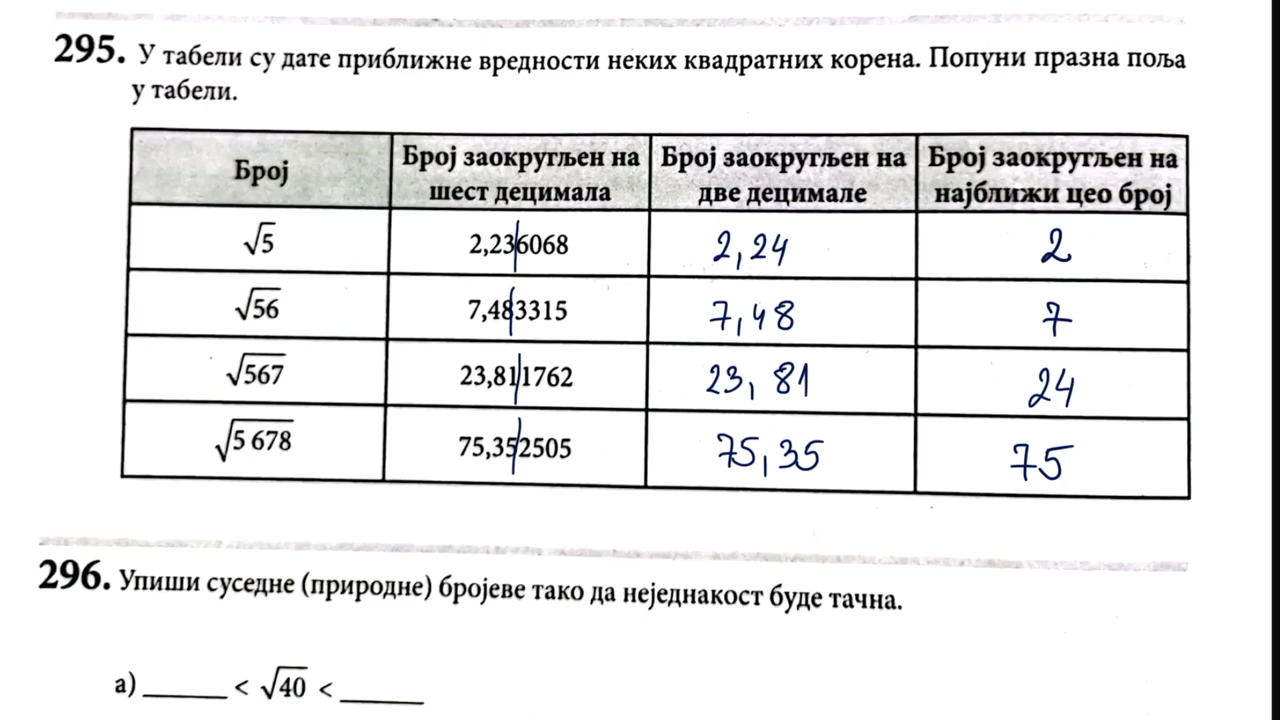 295. У табели су дате приближне вредности неких квадратних корена. Попуни празна поља
у табели.
Број | Број заокругљен на шест децимала | Број заокругљен на две децимале | Број заокругљен на најближи цео број
√5 | 2,236068 | 2,24 | 2
√56 | 7,483315 | 7,48 | 7
√567 | 23,811762 | 23,81 | 24
√5 678 | 75,352505 | 75,35 | 75
296. Упиши суседне (природне) бројеве тако да неједнакост буде тачна.
а) ______ < √40 < ______